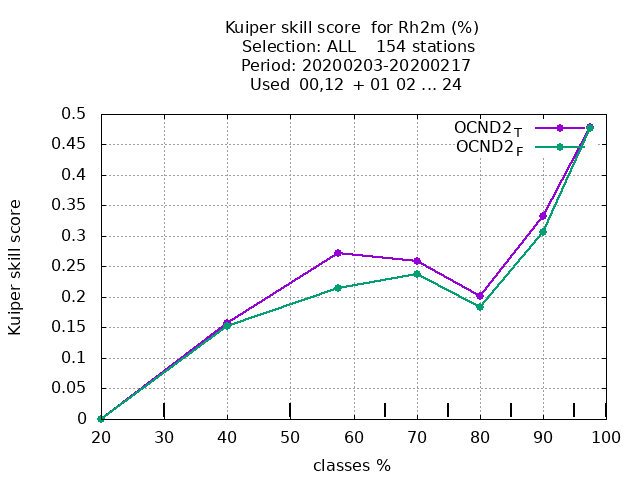 Kuiper skill score  for Rh2m (%)
Selection: ALL    154 stations
Period: 20200203-20200217
Used  00,12  + 01 02 ... 24
OCND2T
OCND2F
0.5
0.45
0.4
0.35
0.3
0.25
0.2
0.15
0.1
0.05
0
Kuiper skill score
20 30 40 50 60 70 80 90 100
classes %